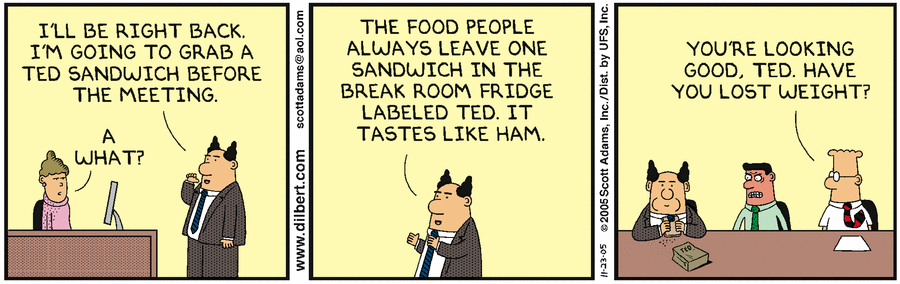 I'LL BE RIGHT BACK.
I'M GOING TO GRAB A
TED SANDWICH BEFORE
THE MEETING.
A
WHAT?
www.dilbert.com scottadams@aol.com
THE FOOD PEOPLE
ALWAYS LEAVE ONE
SANDWICH IN THE
BREAK ROOM FRIDGE
LABELED TED. IT
TASTES LIKE HAM.
11-23-05 ©2005 Scott Adams, Inc./Dist. by UFS, Inc.
YOU'RE LOOKING
GOOD, TED. HAVE
YOU LOST WEIGHT?
TED